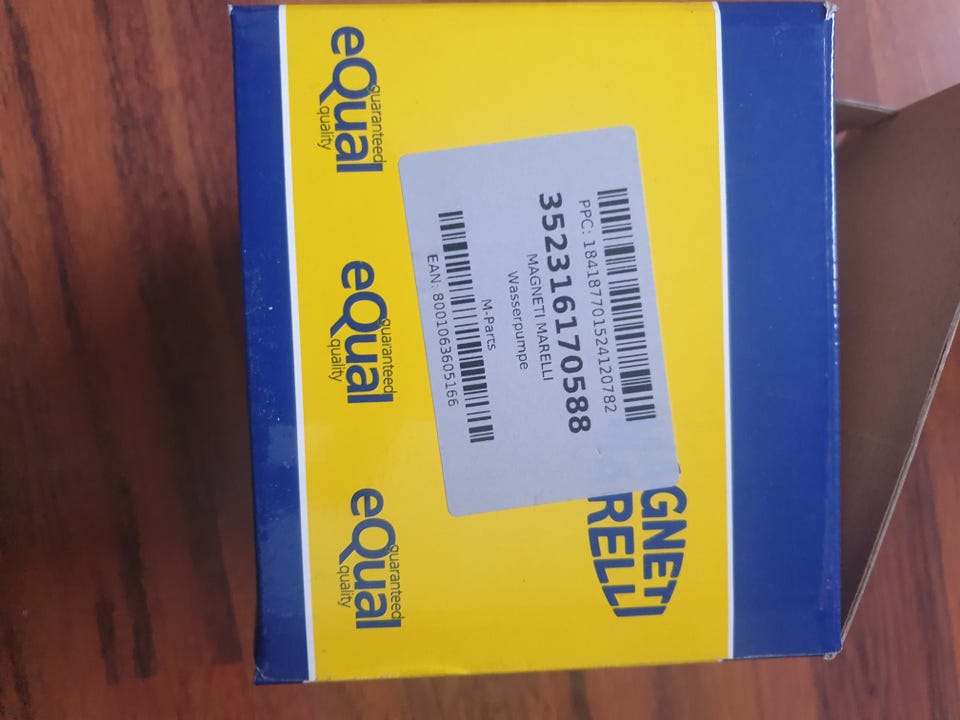 PPC: 184187701524120782
352316170588
MAGNETI MARELLI
Wasserpumpe
M-Parts
EAN: 8001063605166
GNETI
RELLI
eQual
guaranteed
quality
eQual
guaranteed
quality
eQual
guaranteed
quality